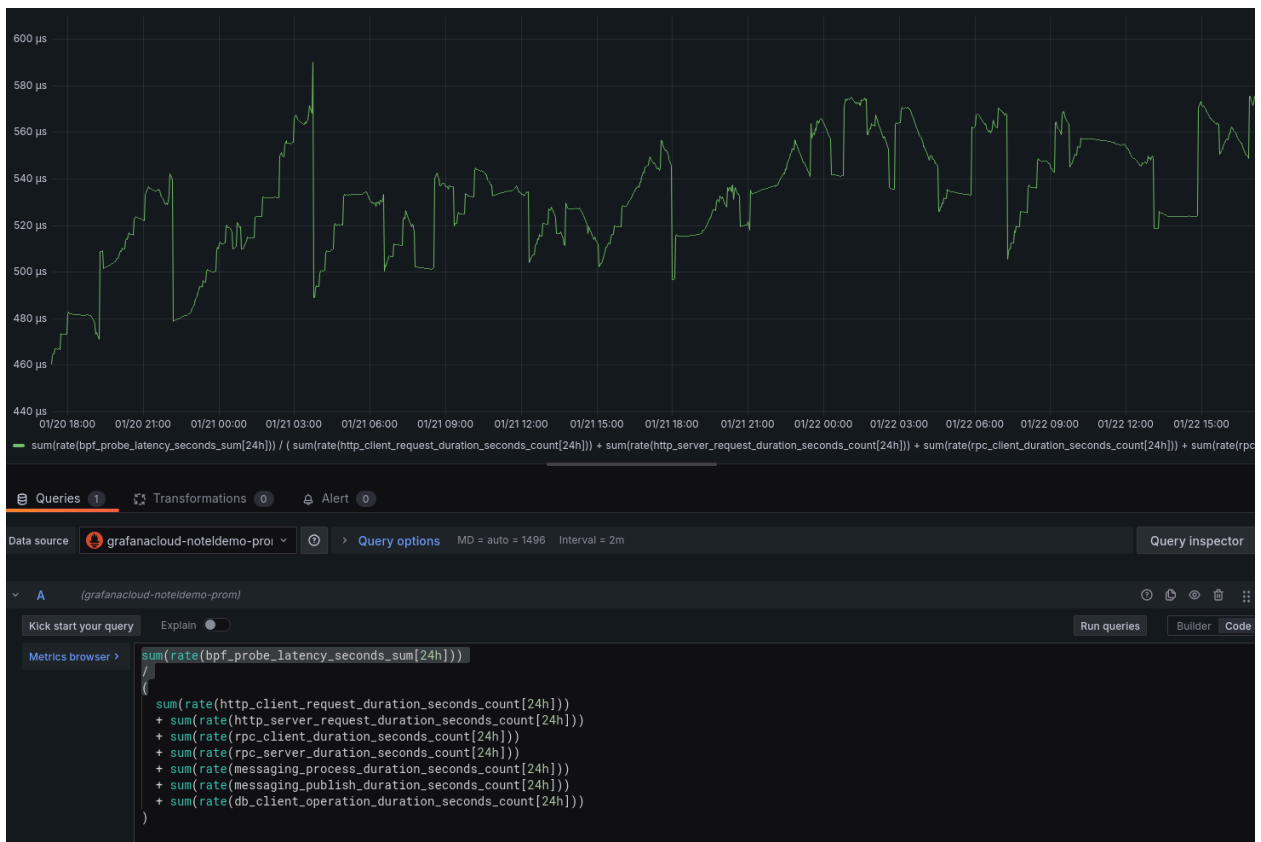 600 µs
580 µs
560 µs
540 µs
520 µs
500 µs
480 µs
460 µs
440 µs
01/20 18:00 01/20 21:00 01/21 00:00 01/21 03:00 01/21 06:00 01/21 09:00 01/21 12:00 01/21 15:00 01/21 18:00 01/21 21:00 01/22 00:00 01/22 03:00 01/22 06:00 01/22 09:00 01/22 12:00 01/22 15:00
sum(rate(bpf_probe_latency_seconds_sum[24h])) / ( sum(rate(http_client_request_duration_seconds_count[24h])) + sum(rate(http_server_request_duration_seconds_count[24h])) + sum(rate(rpc_client_duration_seconds_count[24h])) + sum(rate(rpc
Queries 1 Transformations 0 Alert 0
Data source grafanacloud-noteldemo-pro Query options MD = auto = 1496 Interval = 2m Query inspector
A (grafanacloud-noteldemo-prom)
Kick start your query Explain Run queries Builder Code
Metrics browser > sum(rate(bpf_probe_latency_seconds_sum[24h]))
/
(
sum(rate(http_client_request_duration_seconds_count[24h]))
+ sum(rate(http_server_request_duration_seconds_count[24h]))
+ sum(rate(rpc_client_duration_seconds_count[24h]))
+ sum(rate(rpc_server_duration_seconds_count[24h]))
+ sum(rate(messaging_process_duration_seconds_count[24h]))
+ sum(rate(messaging_publish_duration_seconds_count[24h]))
+ sum(rate(db_client_operation_duration_seconds_count[24h]))
)